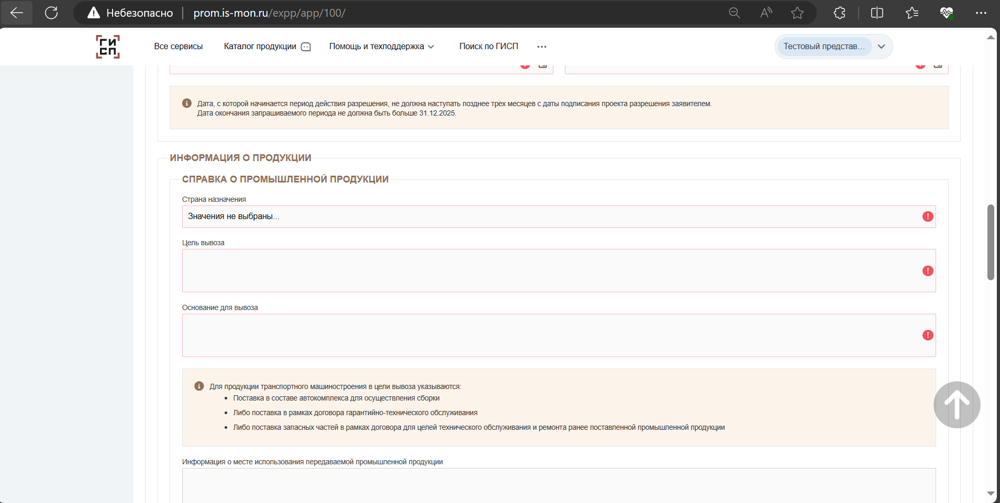 Небезопасно
prom.is-mon.ru/expp/app/100/
ГИ
СП
Все сервисы
Каталог продукции
Помощь и техподдержка
Поиск по ГИСП
Тестовый представ...
Дата, с которой начинается период действия разрешения, не должна наступать позднее трех месяцев с даты подписания проекта разрешения заявителем.
Дата окончания запрашиваемого периода не должна быть больше 31.12.2025.
ИНФОРМАЦИЯ О ПРОДУКЦИИ
СПРАВКА О ПРОМЫШЛЕННОЙ ПРОДУКЦИИ
Страна назначения
Значения не выбраны...
Цель вывоза
Основание для вывоза
Для продукции транспортного машиностроения в цели вывоза указываются:
Поставка в составе автокомплекса для осуществления сборки
Либо поставка в рамках договора гарантийно-технического обслуживания
Либо поставка запасных частей в рамках договора для целей технического обслуживания и ремонта ранее поставленной промышленной продукции
Информация о месте использования передаваемой промышленной продукции